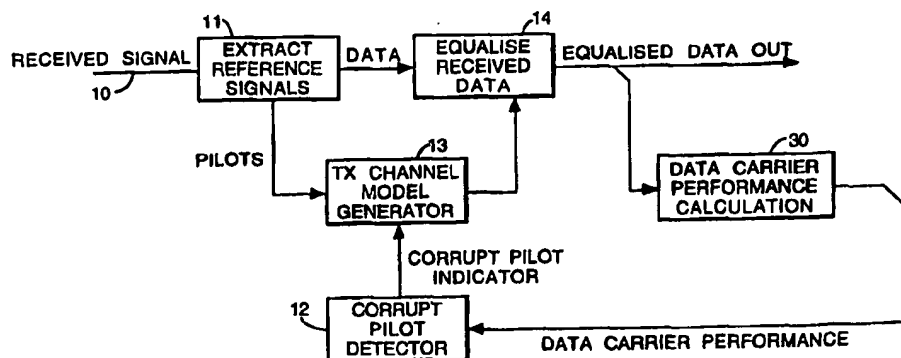 11
14
RECEIVED SIGNAL
10
EXTRACT
REFERENCE
SIGNALS
DATA
EQUALISE
RECEIVED
DATA
EQUALISED DATA OUT
PILOTS
13
TX CHANNEL
MODEL
GENERATOR
30
DATA CARRIER
PERFORMANCE
CALCULATION
CORRUPT PILOT
INDICATOR
12
CORRUPT
PILOT
DETECTOR
DATA CARRIER PERFORMANCE